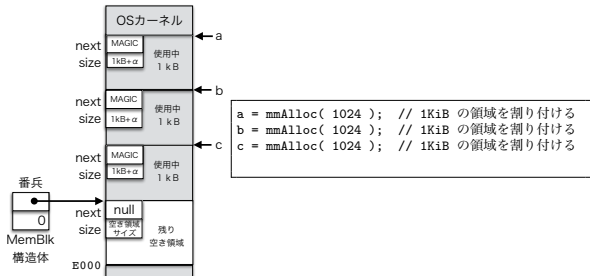 OSカーネル
a
next
MAGIC
size
1kB+α
使用中
1 k B
b
next
MAGIC
size
1kB+α
使用中
1 k B
c
next
MAGIC
size
1kB+α
使用中
1 k B
番兵
0
MemBlk
構造体
next
null
size
空き領域
サイズ
残り
空き領域
E000
a = mmAlloc( 1024 ); // 1KiB の領域を割り付ける
b = mmAlloc( 1024 ); // 1KiB の領域を割り付ける
c = mmAlloc( 1024 ); // 1KiB の領域を割り付ける